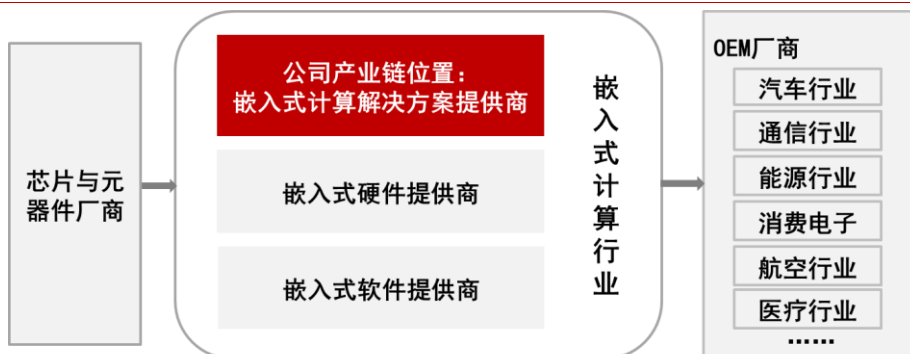 芯片与元
器件厂商
公司产业链位置：
嵌入式计算解决方案提供商
嵌入式硬件提供商
嵌入式软件提供商
嵌入式计算行业
OEM厂商
汽车行业
通信行业
能源行业
消费电子
航空行业
医疗行业
……